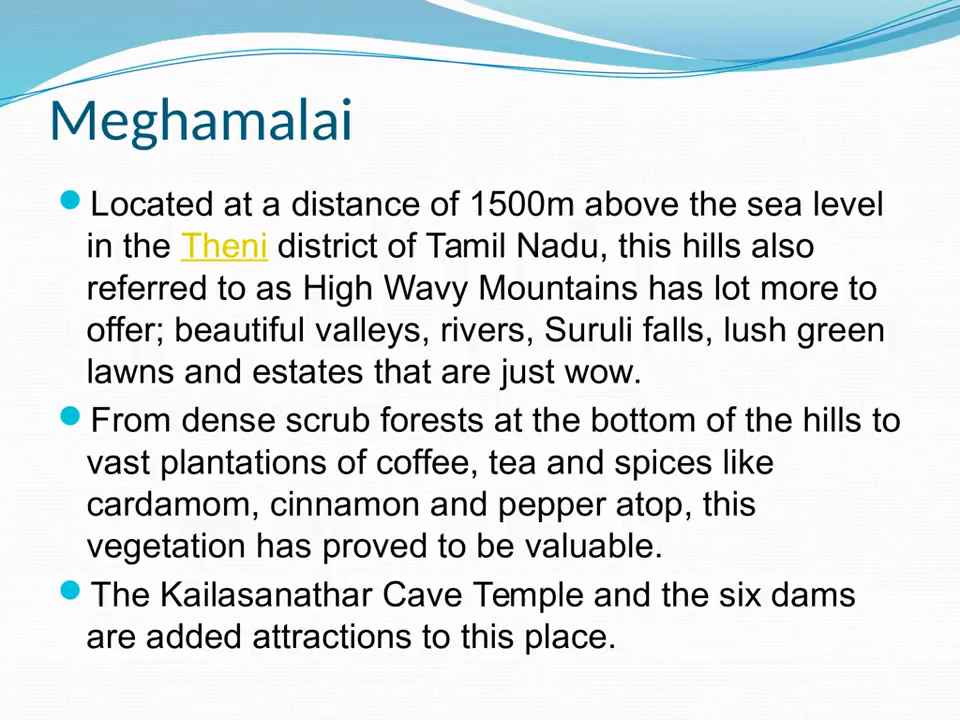 Meghamalai
Located at a distance of 1500m above the sea level
in the Theni district of Tamil Nadu, this hills also
referred to as High Wavy Mountains has lot more to
offer; beautiful valleys, rivers, Suruli falls, lush green
lawns and estates that are just wow.
From dense scrub forests at the bottom of the hills to
vast plantations of coffee, tea and spices like
cardamom, cinnamon and pepper atop, this
vegetation has proved to be valuable.
The Kailasanathar Cave Temple and the six dams
are added attractions to this place.